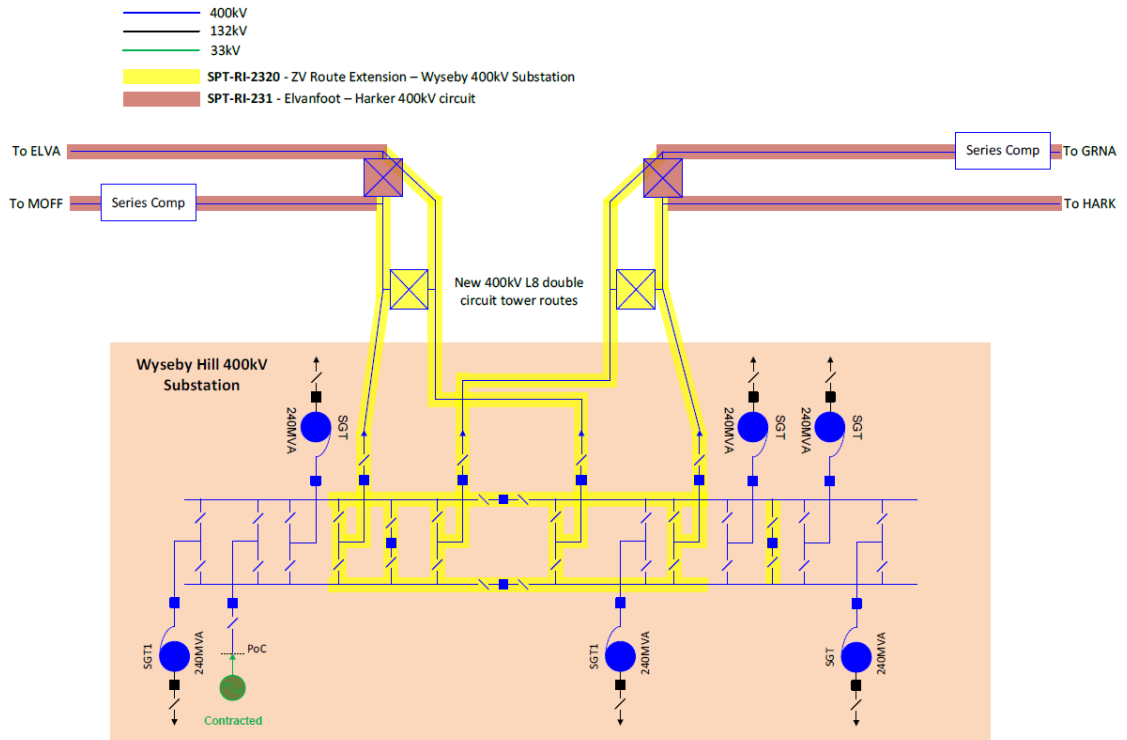 400kV
132kV
33kV
SPT-RI-2320 - ZV Route Extension – Wyseby 400kV Substation
SPT-RI-231 - Elvanfoot – Harker 400kV circuit
To ELVA
Series Comp
To GRNA
To MOFF
Series Comp
To HARK
New 400kV L8 double
circuit tower routes
Wyseby Hill 400kV
Substation
SGT
240MVA
SGT
240MVA
SGT
240MVA
SGT1
240MVA
PoC
Contracted
SGT1
240MVA
SGT
240MVA